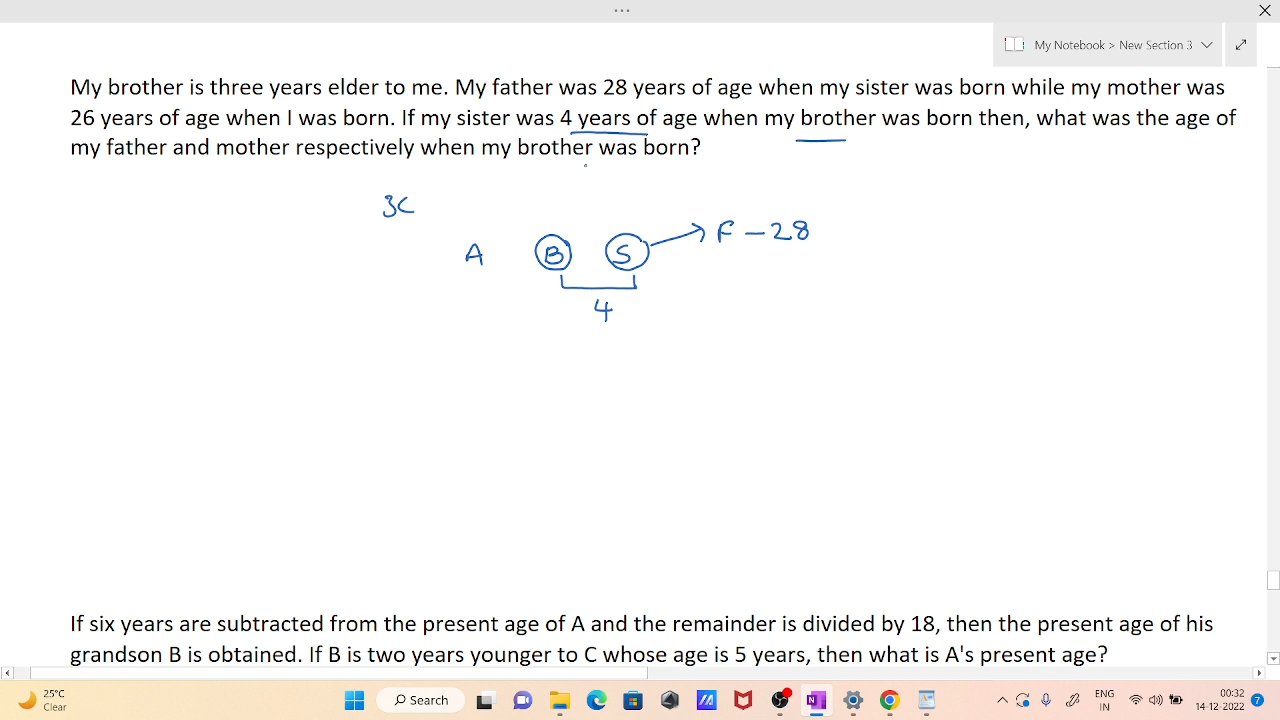 ...
My Notebook > New Section 3
My brother is three years elder to me. My father was 28 years of age when my sister was born while my mother was
26 years of age when I was born. If my sister was 4 years of age when my brother was born then, what was the age of
my father and mother respectively when my brother was born?
3C
A B S F - 28
4
If six years are subtracted from the present age of A and the remainder is divided by 18, then the present age of his
grandson B is obtained. If B is two years younger to C whose age is 5 years, then what is A's present age?
25°C
Clear
Search
ENG
IN
14-12-2022
7